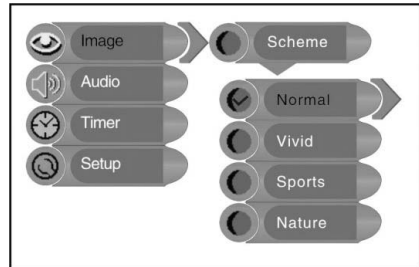 Image
Audio
Timer
Setup
Scheme
Normal
Vivid
Sports
Nature